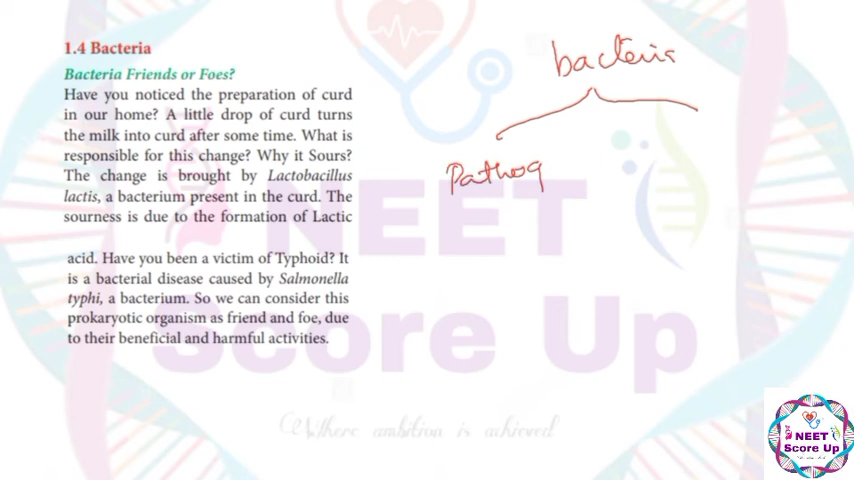 1.4 Bacteria
Bacteria Friends or Foes?
Have you noticed the preparation of curd
in our home? A little drop of curd turns
the milk into curd after some time. What is
responsible for this change? Why it Sours?
The change is brought by Lactobacillus
lactis, a bacterium present in the curd. The
sourness is due to the formation of Lactic
acid. Have you been a victim of Typhoid? It
is a bacterial disease caused by Salmonella
typhi, a bacterium. So we can consider this
prokaryotic organism as friend and foe, due
to their beneficial and harmful activities.
bacteria
Pathog
NEET
Score Up
Where ambition is achieved
NEET
Score Up